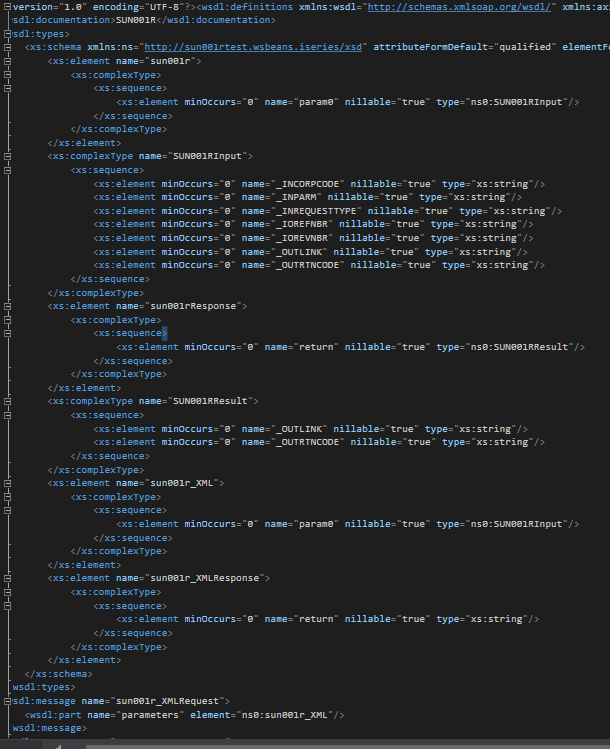 version="1.0" encoding="UTF-8"?><wsdl:definitions xmlns:wsdl="http://schemas.xmlsoap.org/wsdl/" xmlns:ax
vsdl:documentation>SUN001R</wsdl:documentation>
vsdl:types>
<xs:schema xmlns:ns="http://sun001rtest.wsbeans.iseries/xsd" attributeFormDefault="qualified" elementFo
<xs:element name="sun001r">
<xs:complexType>
<xs:sequence>
<xs:element minOccurs="0" name="param0" nillable="true" type="ns0:SUN001RInput"/>
</xs:sequence>
</xs:complexType>
</xs:element>
<xs:complexType name="SUN001RInput">
<xs:sequence>
<xs:element minOccurs="0" name="_INCORPCODE" nillable="true" type="xs:string"/>
<xs:element minOccurs="0" name="_INPARM" nillable="true" type="xs:string"/>
<xs:element minOccurs="0" name="_INREQUESTTYPE" nillable="true" type="xs:string"/>
<xs:element minOccurs="0" name="_IOREFNBR" nillable="true" type="xs:string"/>
<xs:element minOccurs="0" name="_IOREVNBR" nillable="true" type="xs:string"/>
<xs:element minOccurs="0" name="_OUTLINK" nillable="true" type="xs:string"/>
<xs:element minOccurs="0" name="_OUTRTNCODE" nillable="true" type="xs:string"/>
</xs:sequence>
</xs:complexType>
<xs:element name="sun001rResponse">
<xs:complexType>
<xs:sequence>
<xs:element minOccurs="0" name="return" nillable="true" type="ns0:SUN001RResult"/>
</xs:sequence>
</xs:complexType>
</xs:element>
<xs:complexType name="SUN001RResult">
<xs:sequence>
<xs:element minOccurs="0" name="_OUTLINK" nillable="true" type="xs:string"/>
<xs:element minOccurs="0" name="_OUTRTNCODE" nillable="true" type="xs:string"/>
</xs:sequence>
</xs:complexType>
<xs:element name="sun001r_XML">
<xs:complexType>
<xs:sequence>
<xs:element minOccurs="0" name="param0" nillable="true" type="ns0:SUN001RInput"/>
</xs:sequence>
</xs:complexType>
</xs:element>
<xs:element name="sun001r_XMLResponse">
<xs:complexType>
<xs:sequence>
<xs:element minOccurs="0" name="return" nillable="true" type="xs:string"/>
</xs:sequence>
</xs:complexType>
</xs:element>
</xs:schema>
wsdl:types>
sdl:message name="sun001r_XMLRequest">
<wsdl:part name="parameters" element="ns0:sun001r_XML"/>
wsdl:message>